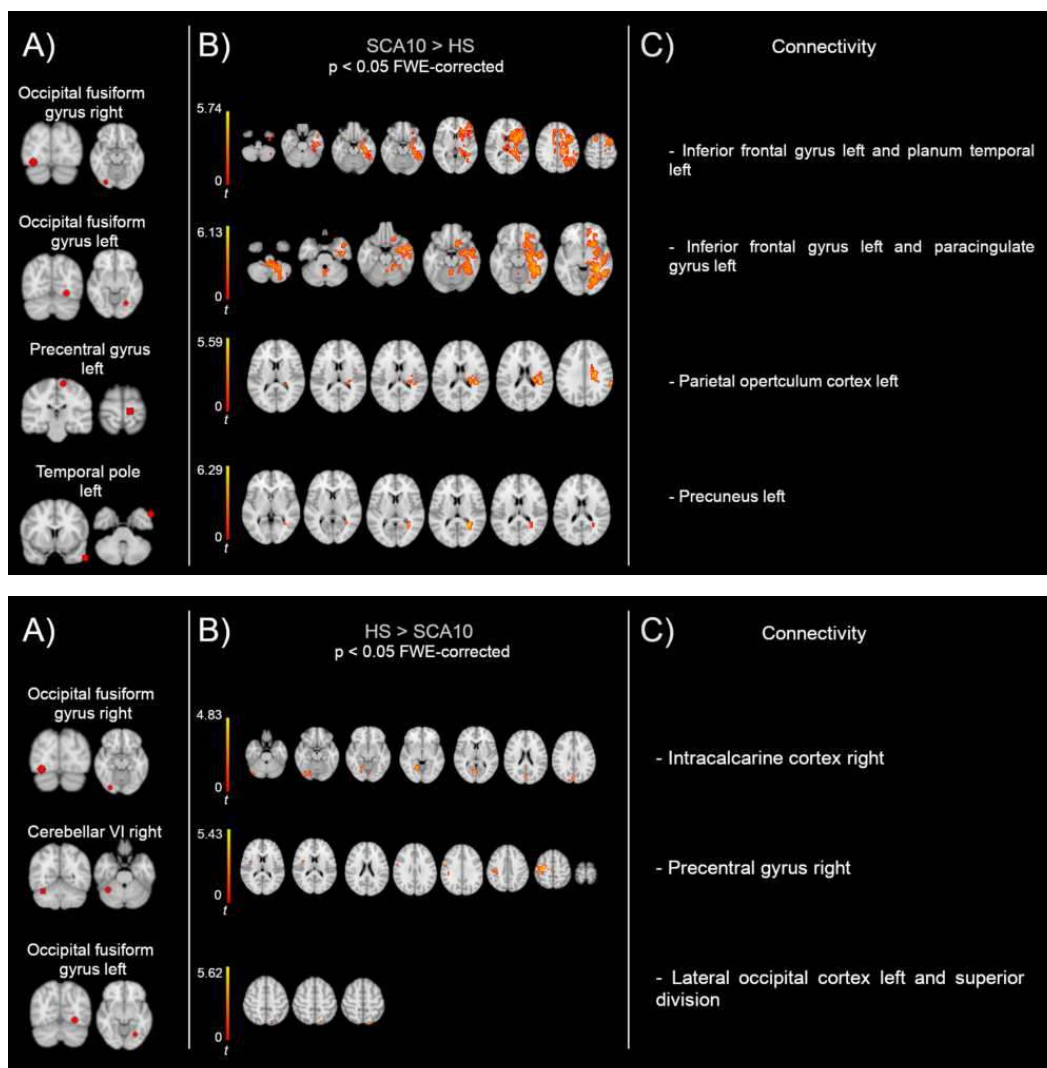 A)
B)
SCA10 > HS
p < 0.05 FWE-corrected
C)
Connectivity
Occipital fusiform
gyrus right
5.74
0
t
- Inferior frontal gyrus left and planum temporal
left
Occipital fusiform
gyrus left
6.13
0
t
- Inferior frontal gyrus left and paracingulate
gyrus left
Precentral gyrus
left
5.59
0
t
- Parietal opertculum cortex left
Temporal pole
left
6.29
0
t
- Precuneus left
A)
B)
HS > SCA10
p < 0.05 FWE-corrected
C)
Connectivity
Occipital fusiform
gyrus right
4.83
0
t
- Intracalcarine cortex right
Cerebellar VI right
5.43
0
t
- Precentral gyrus right
Occipital fusiform
gyrus left
5.62
0
t
- Lateral occipital cortex left and superior
division